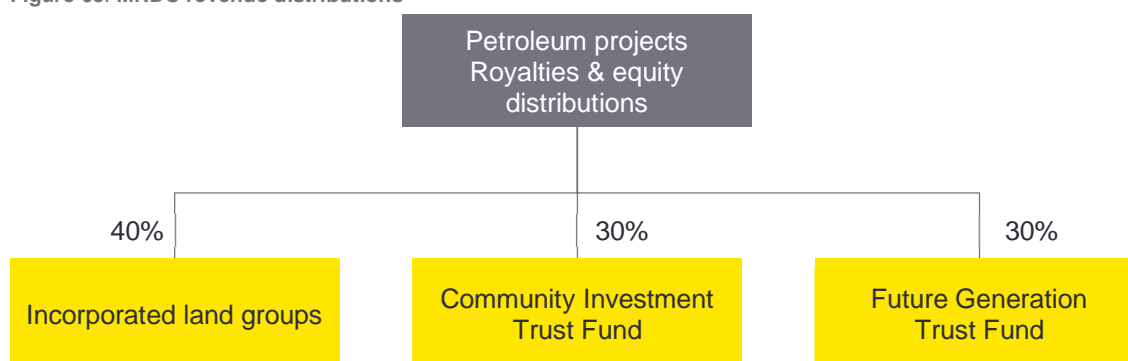 Petroleum projects
Royalties & equity
distributions
40%
30%
30%
Incorporated land groups
Community Investment
Trust Fund
Future Generation
Trust Fund